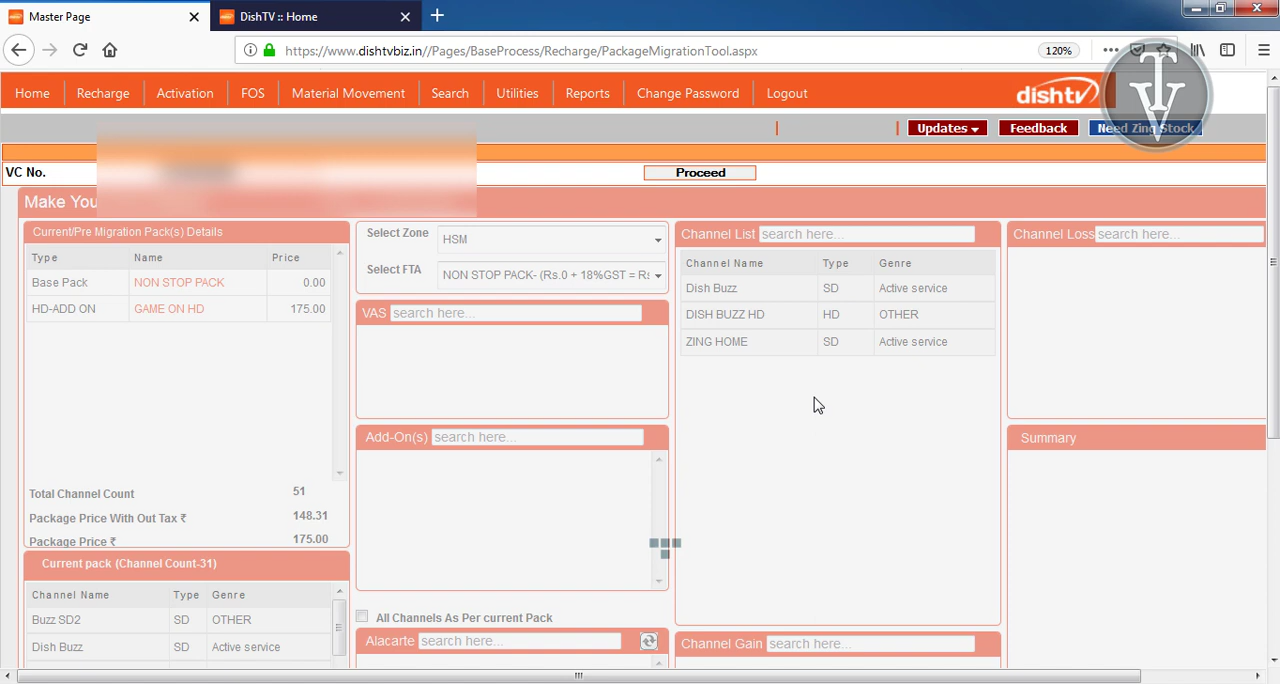 Master Page
DishTV :: Home
https://www.dishtvbiz.in//Pages/BaseProcess/Recharge/PackageMigrationTool.aspx
120%
Home
Recharge
Activation
FOS
Material Movement
Search
Utilities
Reports
Change Password
Logout
dishtv
TV
Updates
Feedback
Need Zing Stock
VC No.
Proceed
Make You
Current/Pre Migration Pack(s) Details
Type Name Price
Base Pack NON STOP PACK 0.00
HD-ADD ON GAME ON HD 175.00
Total Channel Count 51
Package Price With Out Tax ₹ 148.31
Package Price ₹ 175.00
Current pack (Channel Count-31)
Channel Name Type Genre
Buzz SD2 SD OTHER
Dish Buzz SD Active service
Select Zone HSM
Select FTA NON STOP PACK- (Rs.0 + 18%GST = Rs
VAS search here...
Add-On(s) search here...
All Channels As Per current Pack
Alacarte search here...
Channel List search here...
Channel Name Type Genre
Dish Buzz SD Active service
DISH BUZZ HD HD OTHER
ZING HOME SD Active service
Channel Gain search here...
Channel Loss search here...
Summary